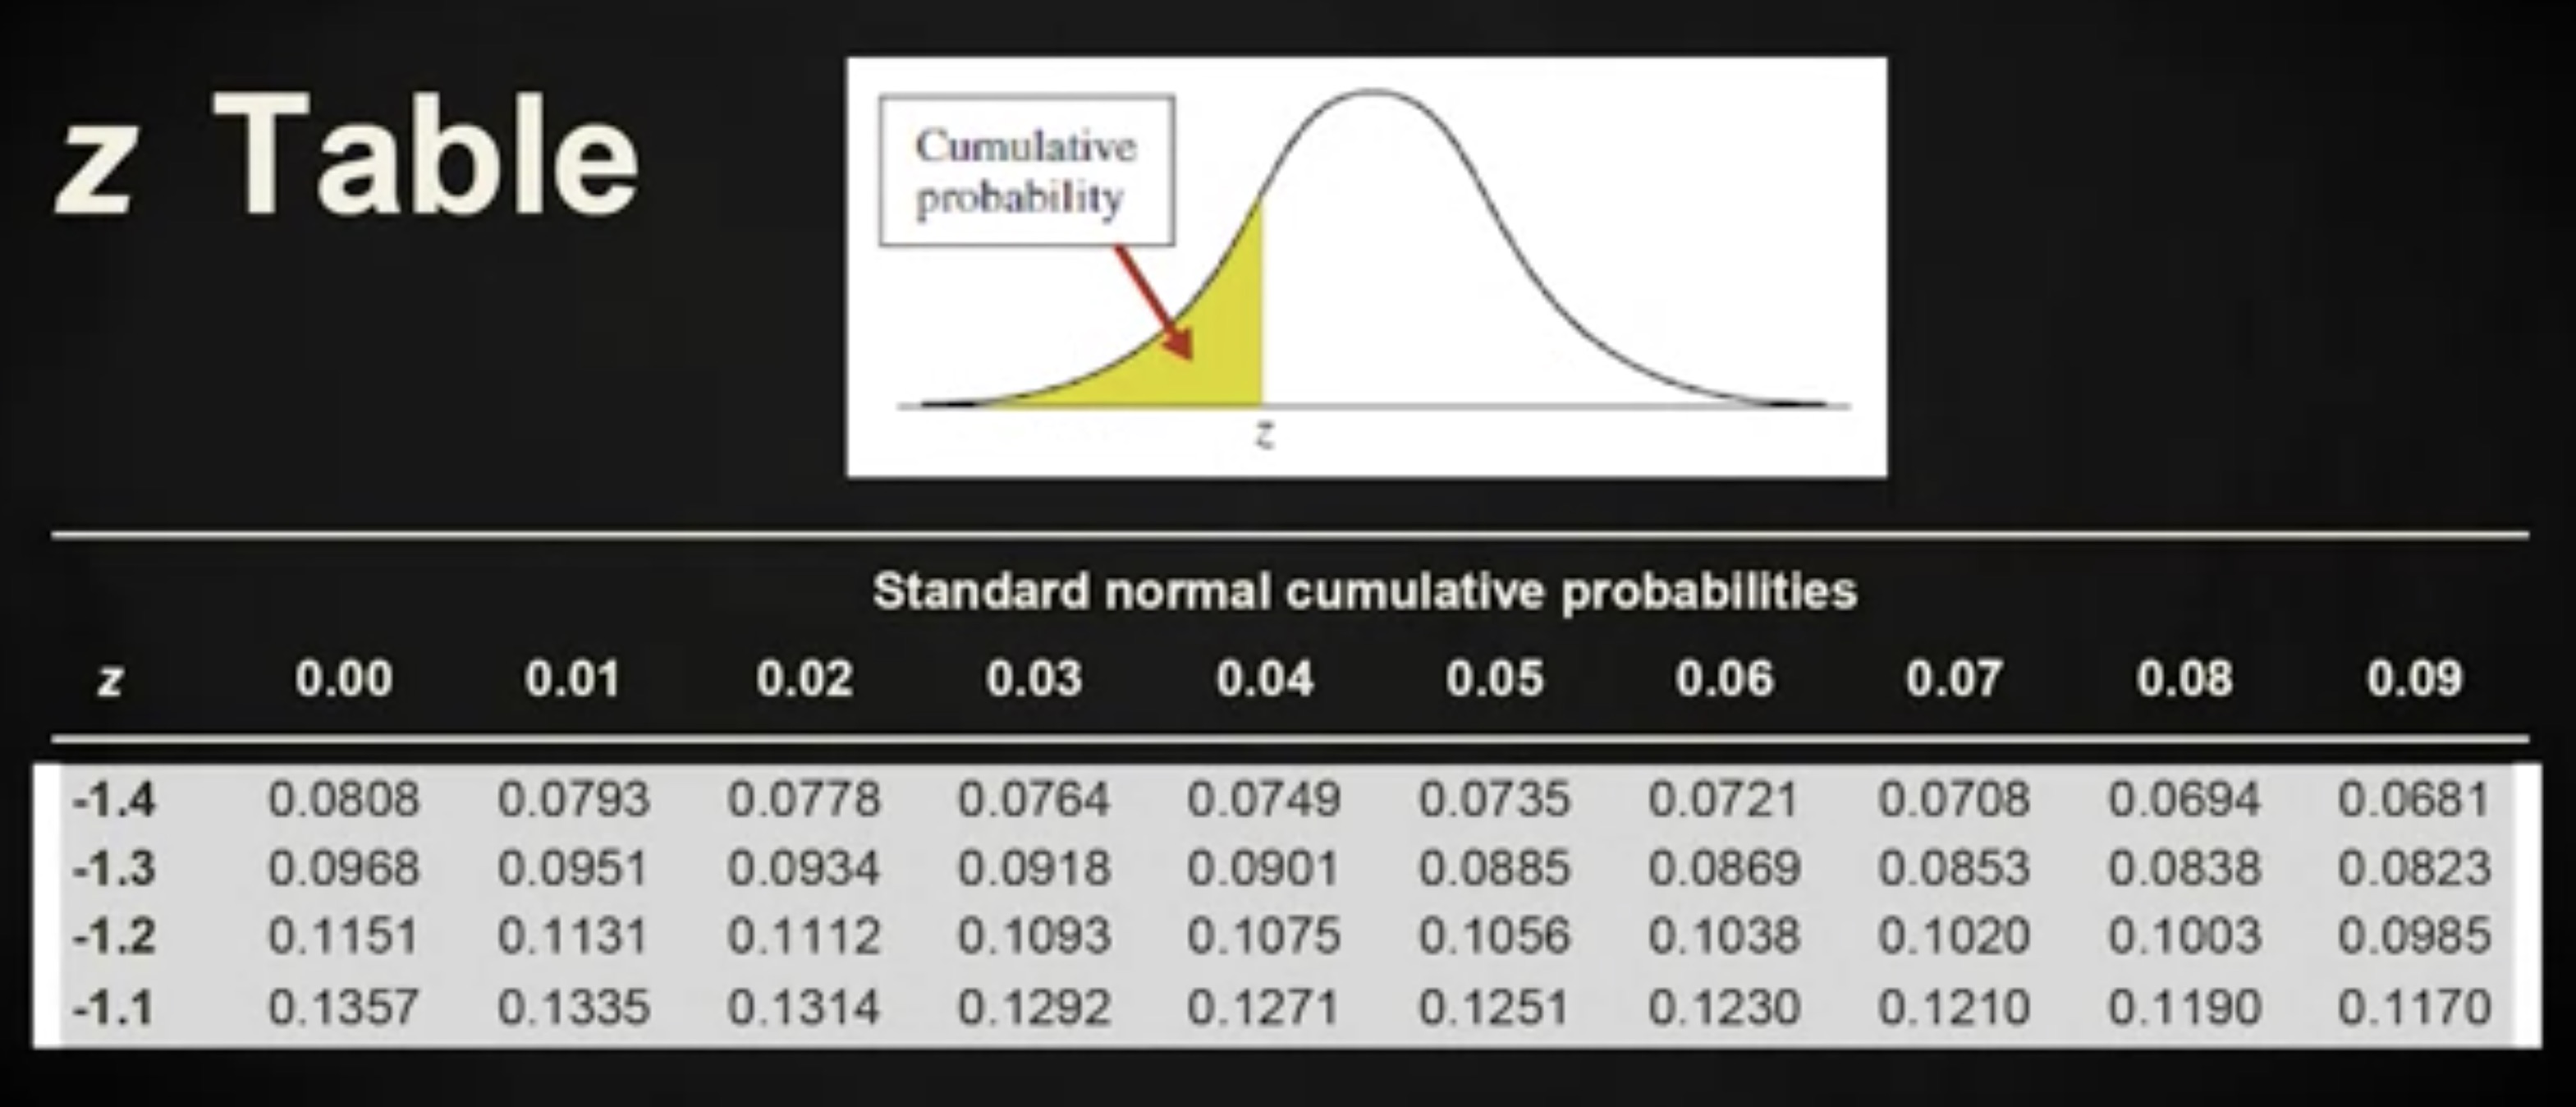 z Table
Cumulative
probability
z
Standard normal cumulative probabilities
z 0.00 0.01 0.02 0.03 0.04 0.05 0.06 0.07 0.08 0.09
-1.4 0.0808 0.0793 0.0778 0.0764 0.0749 0.0735 0.0721 0.0708 0.0694 0.0681
-1.3 0.0968 0.0951 0.0934 0.0918 0.0901 0.0885 0.0869 0.0853 0.0838 0.0823
-1.2 0.1151 0.1131 0.1112 0.1093 0.1075 0.1056 0.1038 0.1020 0.1003 0.0985
-1.1 0.1357 0.1335 0.1314 0.1292 0.1271 0.1251 0.1230 0.1210 0.1190 0.1170